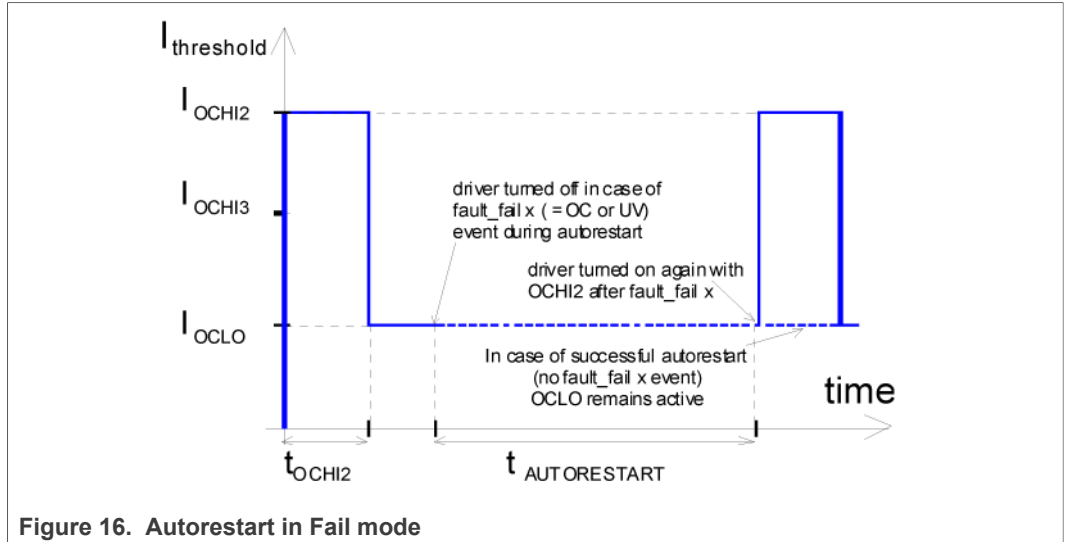 I threshold
I OCHI2
I OCHI3
driver turned off in case of
fault_fail x ( = OC or UV)
event during autorestart
driver turned on again with
OCHI2 after fault_fail x
I OCLO
In case of successful autorestart
(no fault_fail x event)
OCLO remains active
time
t OCHI2
t AUTORESTART
Figure 16. Autorestart in Fail mode